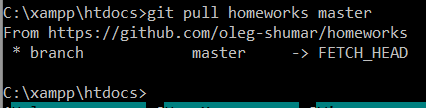 C:\xampp\htdocs>git pull homeworks master
From https://github.com/oleg-shumar/homeworks
 * branch            master     -> FETCH_HEAD
C:\xampp\htdocs>